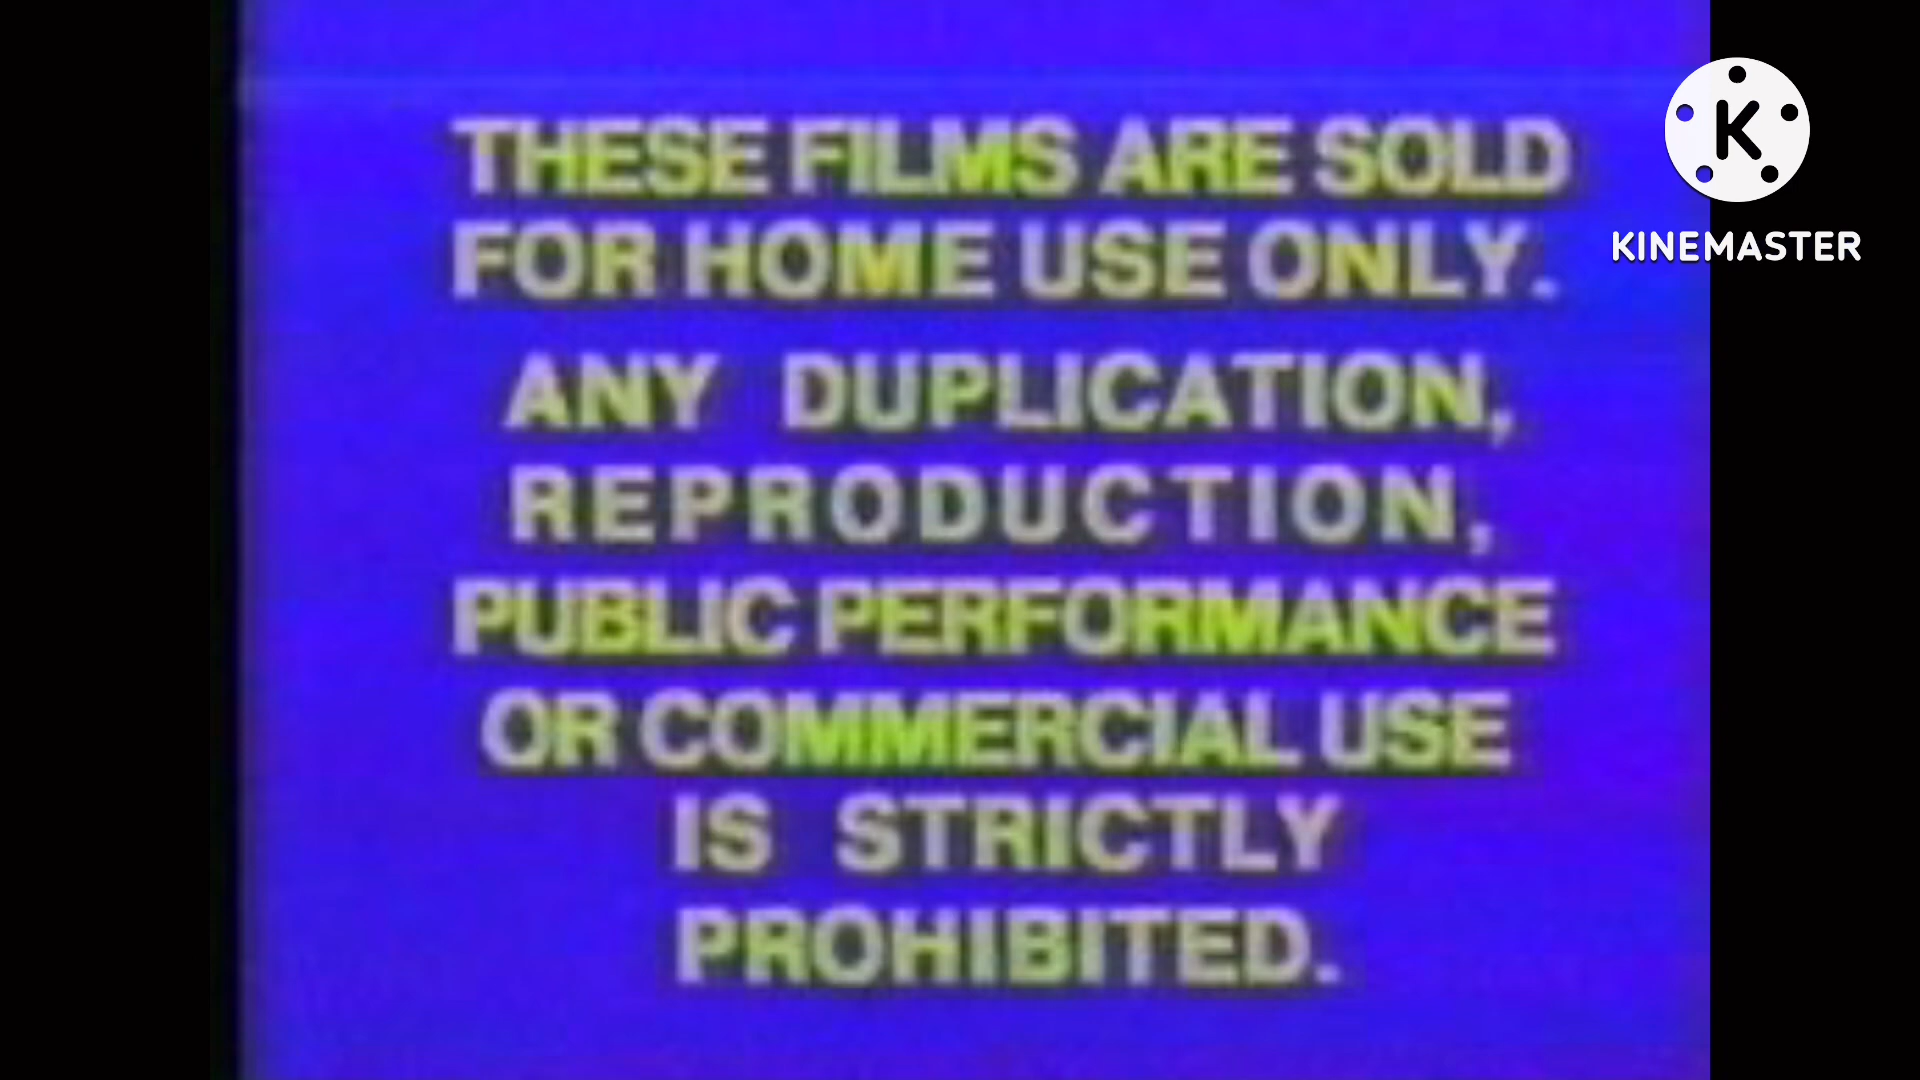 THESE FILMS ARE SOLD
FOR HOME USE ONLY.
ANY DUPLICATION,
REPRODUCTION,
PUBLIC PERFORMANCE
OR COMMERCIAL USE
IS STRICTLY
PROHIBITED.
K
KINEMASTER